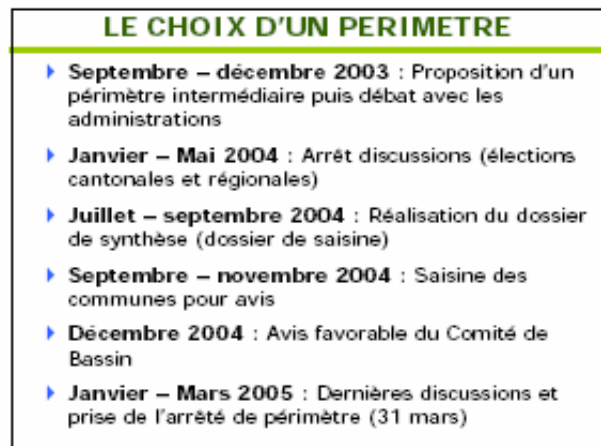 LE CHOIX D'UN PERIMETRE
Septembre – décembre 2003 : Proposition d'un
périmètre intermédiaire puis débat avec les
administrations
Janvier – Mai 2004 : Arrêt discussions (élections
cantonales et régionales)
Juillet – septembre 2004 : Réalisation du dossier
de synthèse (dossier de saisine)
Septembre – novembre 2004 : Saisine des
communes pour avis
Décembre 2004 : Avis favorable du Comité de
Bassin
Janvier – Mars 2005 : Dernières discussions et
prise de l'arrêté de périmètre (31 mars)